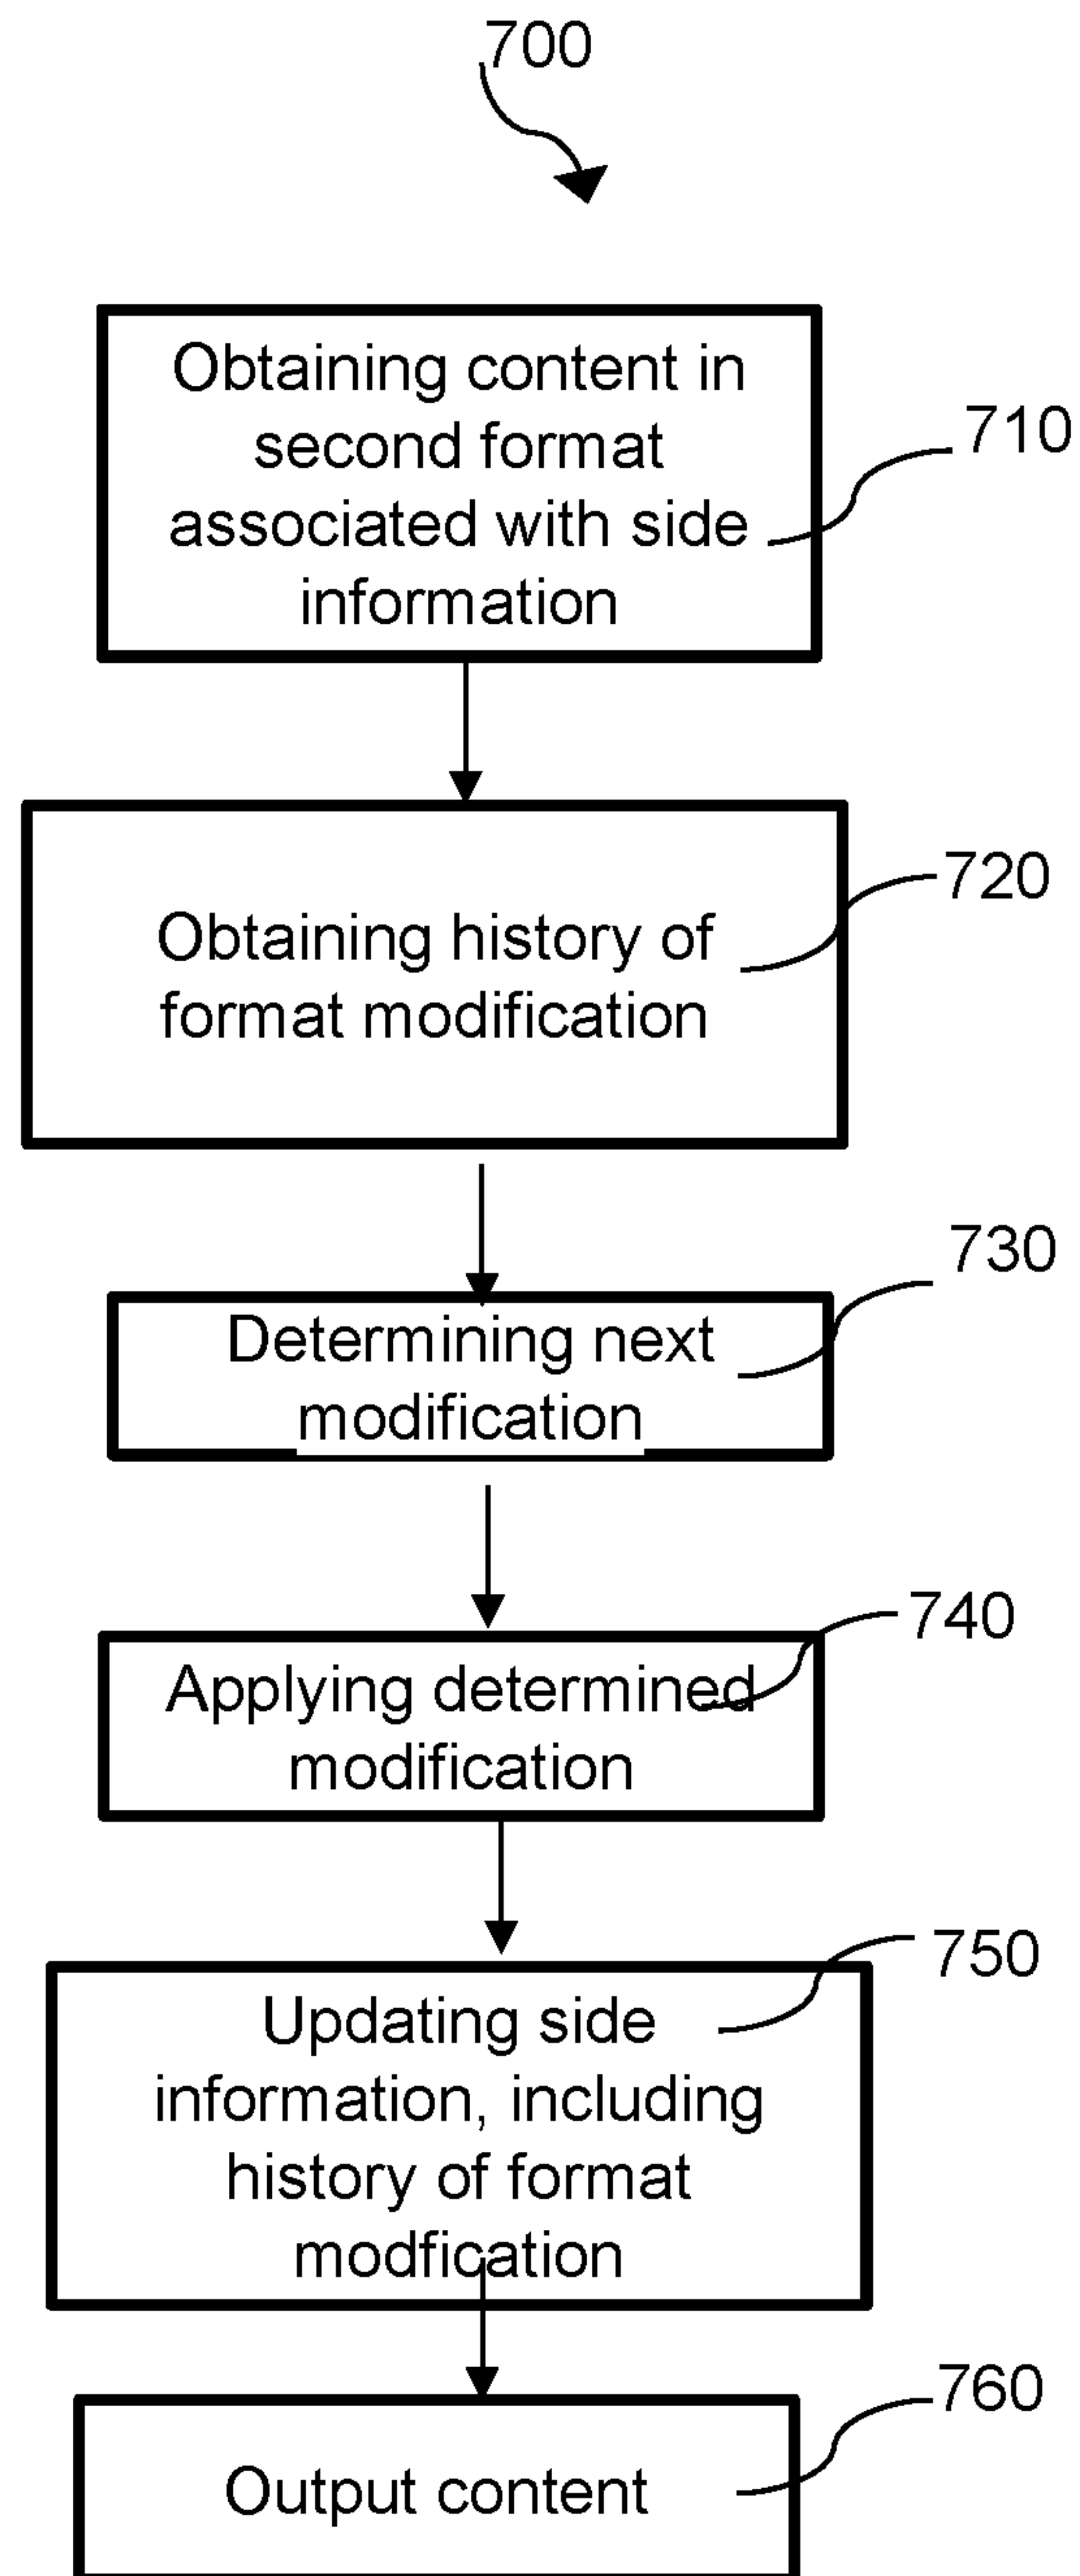 700
Obtaining content in
second format
associated with side
information
710
Obtaining history of
format modification
720
Determining next
modification
730
Applying determined
modification
740
Updating side
information, including
history of format
modfication
750
Output content
760